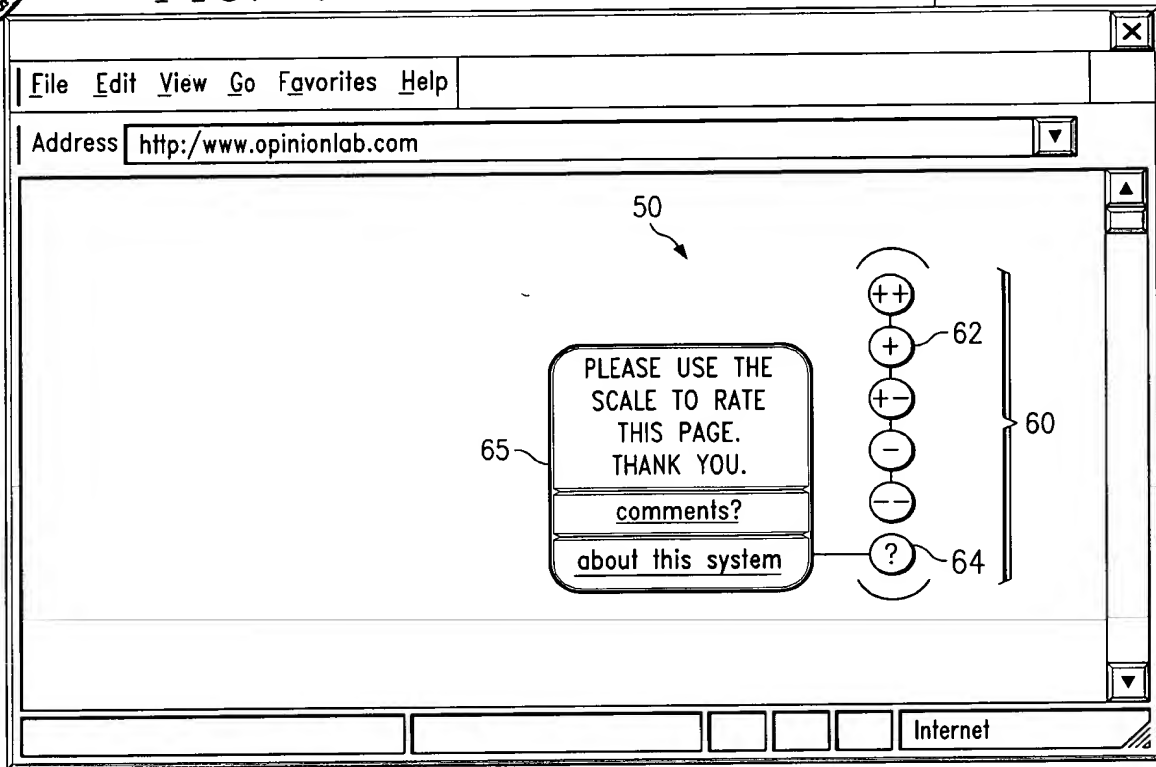 File Edit View Go Favorites Help
Address http:/www.opinionlab.com
50
++
+
62
+-
60
-
--
?
64
PLEASE USE THE
SCALE TO RATE
THIS PAGE.
THANK YOU.
65
comments?
about this system
Internet